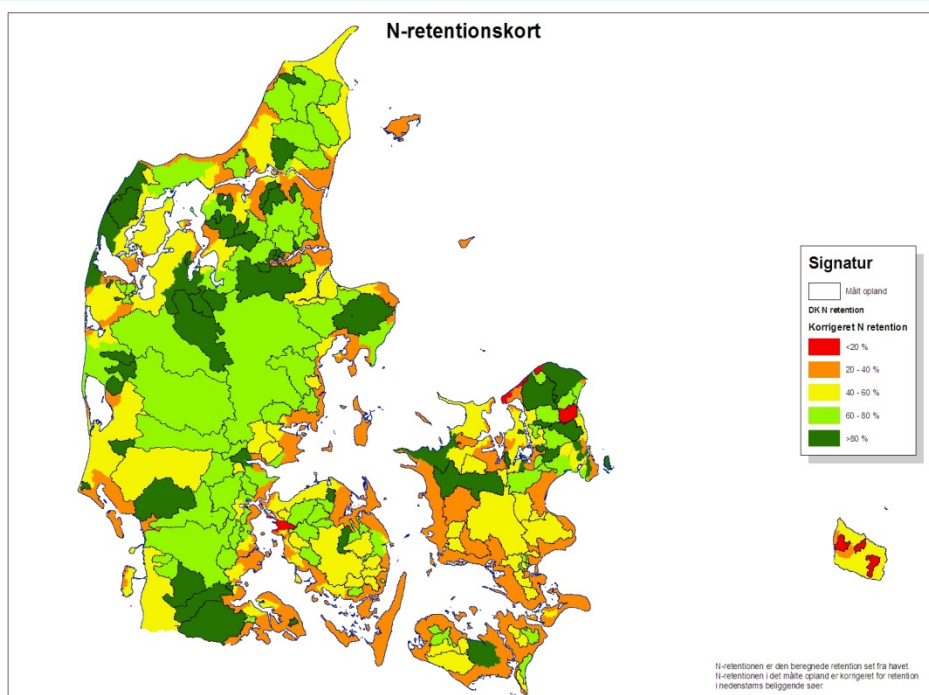 N-retentionskort
Signatur
Målt opland
DK N retention
Korrigeret N retention
<20 %
20 - 40 %
40 - 60 %
60 - 80 %
>80 %
N-retentionen er den beregnede retention set fra havet.
N-retentionen i det målte opland er korrigeret for retention
i nedenstrøms beliggende søer.